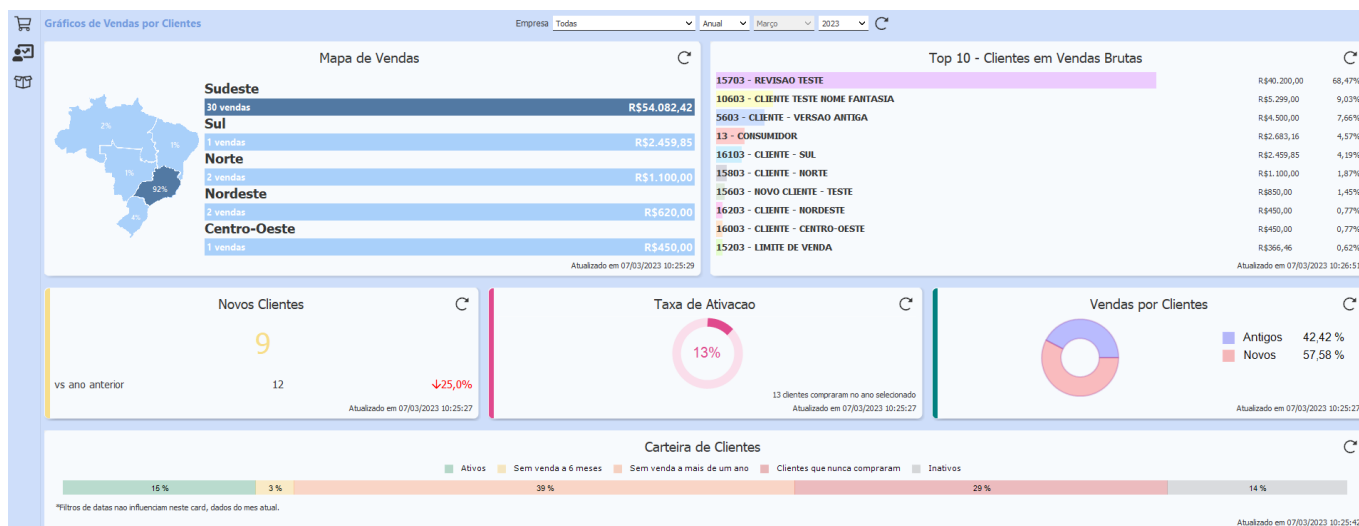 Gráficos de Vendas por Clientes
Empresa Todas Anual Março 2023
Mapa de Vendas
2%
1%
1%
92%
4%
Sudeste
30 vendas R$54.082,42
Sul
1 vendas R$2.459,85
Norte
2 vendas R$1.100,00
Nordeste
2 vendas R$620,00
Centro-Oeste
1 vendas R$450,00
Atualizado em 07/03/2023 10:25:29
Top 10 - Clientes em Vendas Brutas
15703 - REVISAO TESTE R$40.200,00 68,47%
10603 - CLIENTE TESTE NOME FANTASIA R$5.299,00 9,03%
5603 - CLIENTE - VERSAO ANTIGA R$4.500,00 7,66%
13 - CONSUMIDOR R$2.683,16 4,57%
16103 - CLIENTE - SUL R$2.459,85 4,19%
15803 - CLIENTE - NORTE R$1.100,00 1,87%
15603 - NOVO CLIENTE - TESTE R$850,00 1,45%
16203 - CLIENTE - NORDESTE R$450,00 0,77%
16003 - CLIENTE - CENTRO-OESTE R$450,00 0,77%
15203 - LIMITE DE VENDA R$366,46 0,62%
Atualizado em 07/03/2023 10:26:51
Novos Clientes
9
vs ano anterior 12 ↓25,0%
Atualizado em 07/03/2023 10:25:27
Taxa de Ativacao
13%
13 clientes compraram no ano selecionado
Atualizado em 07/03/2023 10:25:27
Vendas por Clientes
Antigos 42,42 %
Novos 57,58 %
Atualizado em 07/03/2023 10:25:27
Carteira de Clientes
Ativos Sem venda a 6 meses Sem venda a mais de um ano Clientes que nunca compraram Inativos
16 % 3 % 39 % 29 % 14 %
*Filtros de datas nao influenciam neste card, dados do mes atual.
Atualizado em 07/03/2023 10:25:42